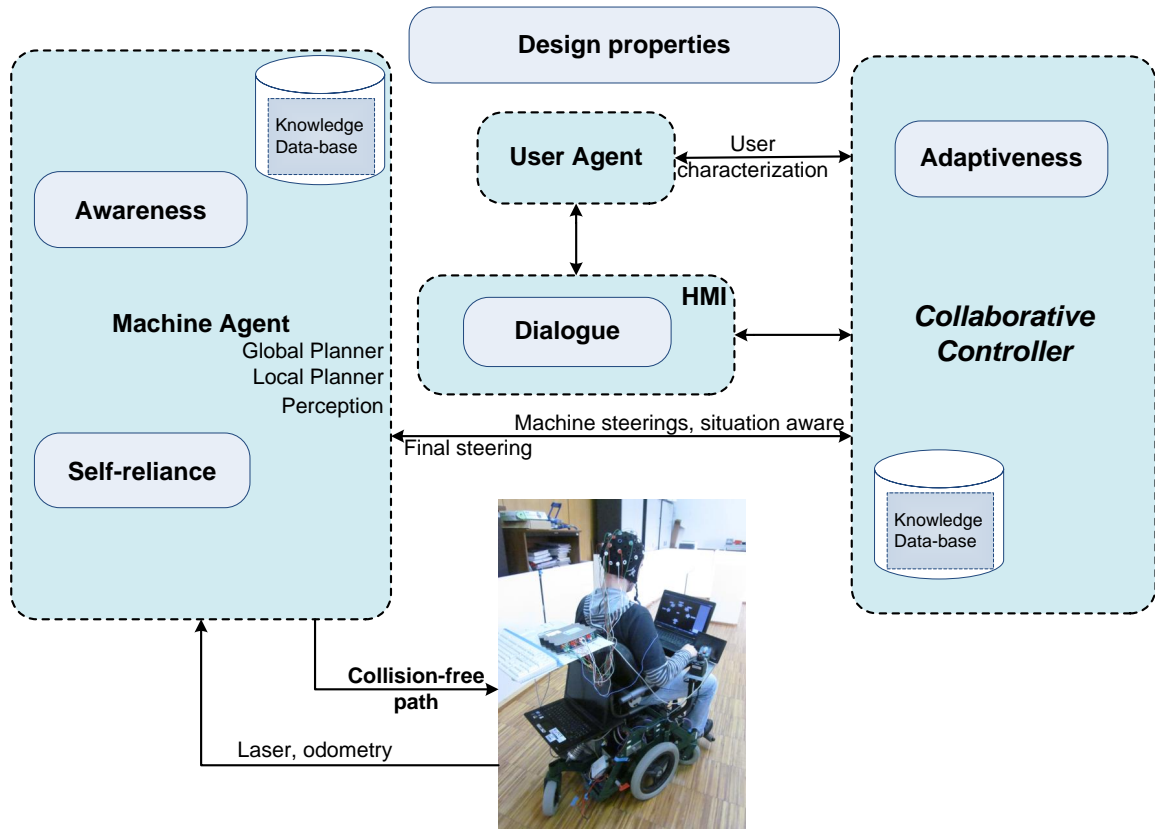 Design properties
Knowledge
Data-base
Awareness
Machine Agent
Global Planner
Local Planner
Perception
Self-reliance
User Agent
User
characterization
HMI
Dialogue
Adaptiveness
Collaborative
Controller
Machine steerings, situation aware
Final steering
Knowledge
Data-base
Collision-free
path
Laser, odometry